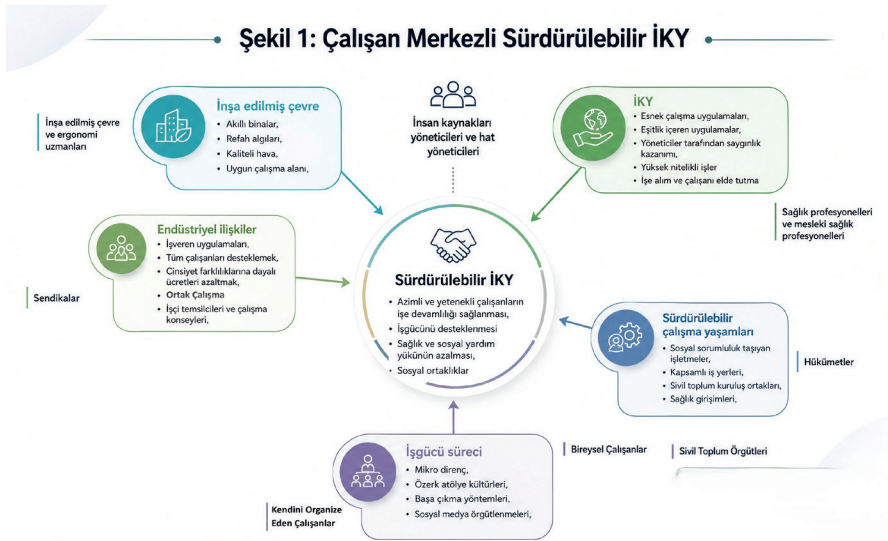 Şekil 1: Çalışan Merkezli Sürdürülebilir İKY
İnşa edilmiş çevre
ve ergonomi
uzmanları
İnşa edilmiş çevre
• Akıllı binalar,
• Refah algıları,
• Kaliteli hava,
• Uygun çalışma alanı,
İnsan kaynakları
yöneticileri ve hat
yöneticileri
İKY
• Esnek çalışma uygulamaları,
• Eşitlik içeren uygulamalar,
• Yöneticiler tarafından saygınlık
kazanımı,
• Yüksek nitelikli işler
• İşe alım ve çalışanı elde tutma
Sağlık profesyonelleri
ve mesleki sağlık
profesyonelleri
Endüstriyel ilişkiler
• İşveren uygulamaları,
• Tüm çalışanları desteklemek,
• Cinsiyet farklılıklarına dayalı
ücretleri azaltmak,
• Ortak Çalışma
• İşçi temsilcileri ve çalışma
konseyleri,
Sendikalar
Sürdürülebilir İKY
• Azimli ve yetenekli çalışanların
işe devamlılığı sağlanması,
• İşgücünü desteklenmesi
• Sağlık ve sosyal yardım
yükünün azalması,
• Sosyal ortaklıklar
Sürdürülebilir
çalışma yaşamları
• Sosyal sorumluluk taşıyan
işletmeler,
• Kapsamlı iş yerleri,
• Sivil toplum kuruluş ortakları,
• Sağlık girişimleri,
Hükümetler
İşgücü süreci
• Mikro direnç,
• Özerk atölye kültürleri,
• Başa çıkma yöntemleri,
• Sosyal medya örgütlenmeleri,
Bireysel Çalışanlar
Sivil Toplum Örgütleri
Kendini Organize
Eden Çalışanlar